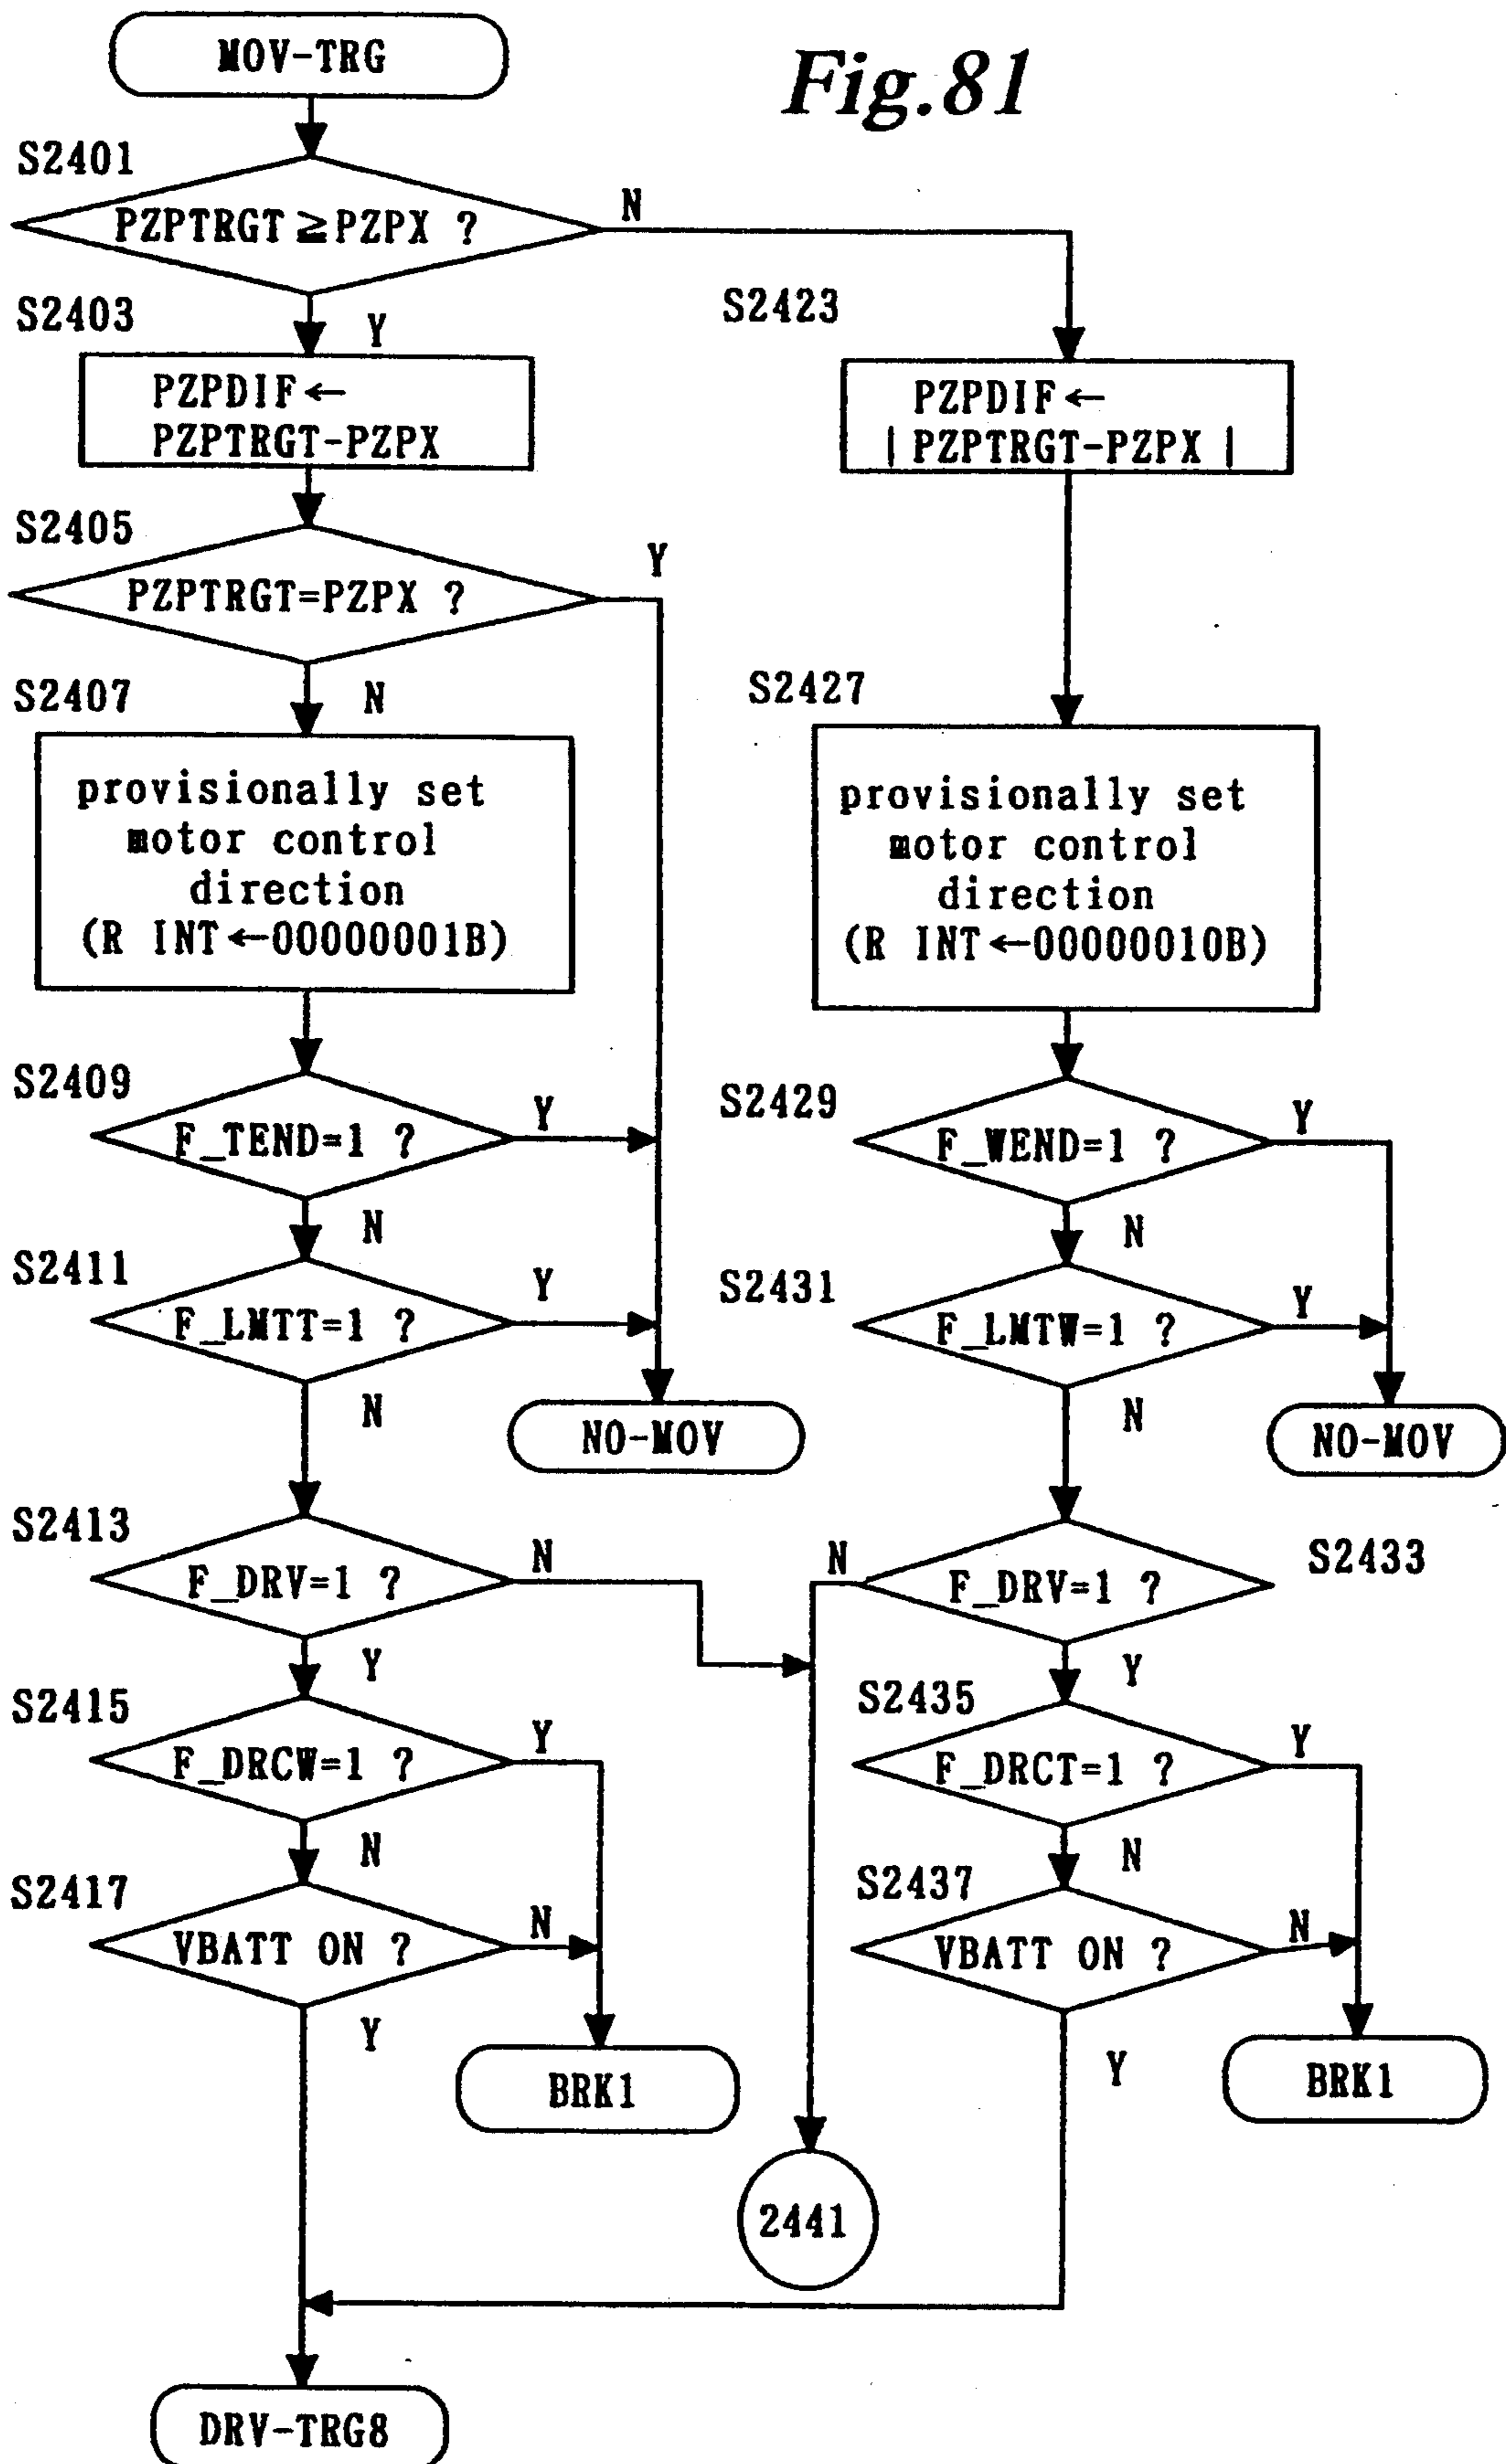 Fig.81
MOV-TRG
S2401
PZPTRGT≧PZPX ?
N
Y
S2403
PZPDIF←
PZPTRGT-PZPX
S2405
PZPTRGT=PZPX ?
Y
N
S2407
provisionally set
motor control
direction
(R INT←00000001B)
S2409
F_TEND=1 ?
Y
N
S2411
F_LMTT=1 ?
Y
N
NO-MOV
S2413
F_DRV=1 ?
N
Y
S2415
F_DRCW=1 ?
Y
N
S2417
VBATT ON ?
N
Y
BRK1
S2423
PZPDIF←
| PZPTRGT-PZPX |
S2427
provisionally set
motor control
direction
(R INT←00000010B)
S2429
F_WEND=1 ?
Y
N
S2431
F_LMTW=1 ?
Y
N
NO-MOV
S2433
F_DRV=1 ?
N
Y
S2435
F_DRCT=1 ?
Y
N
S2437
VBATT ON ?
N
Y
BRK1
2441
DRV-TRG8